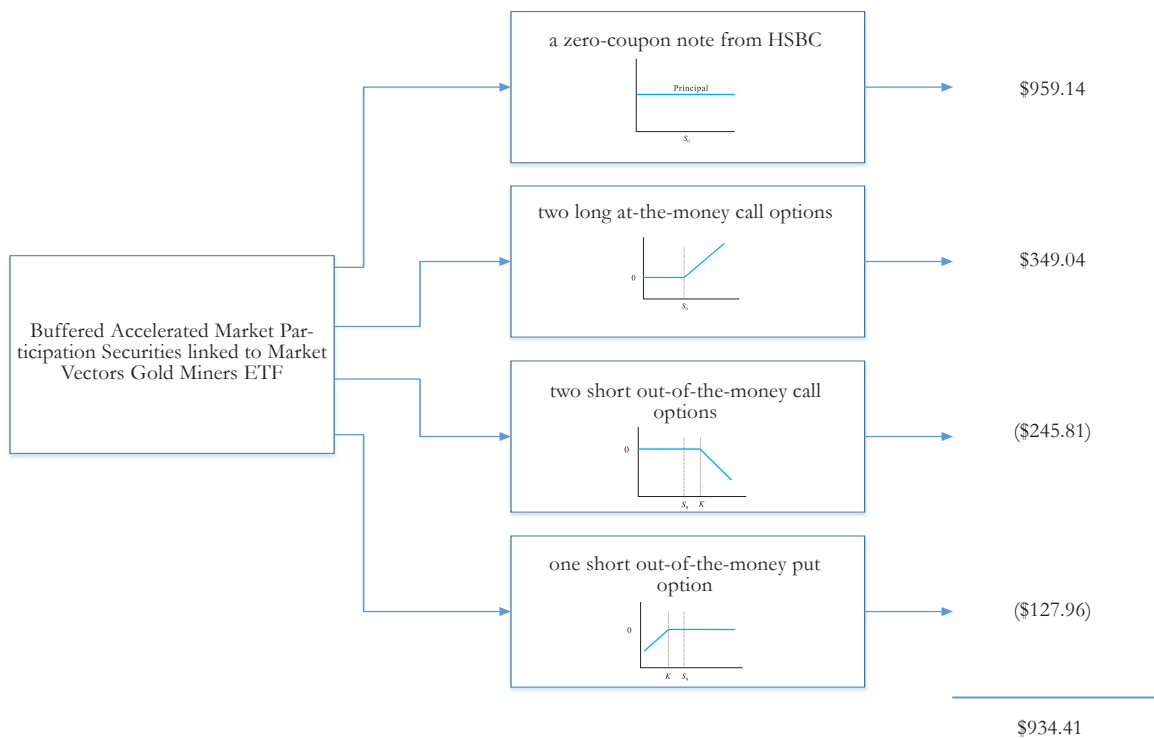 a zero-coupon note from HSBC
Principal
S₀
$959.14
two long at-the-money call options
0
S₀
$349.04
Buffered Accelerated Market Par-
ticipation Securities linked to Market
Vectors Gold Miners ETF
two short out-of-the-money call
options
0
S₀ K
($245.81)
one short out-of-the-money put
option
0
K S₀
($127.96)
$934.41